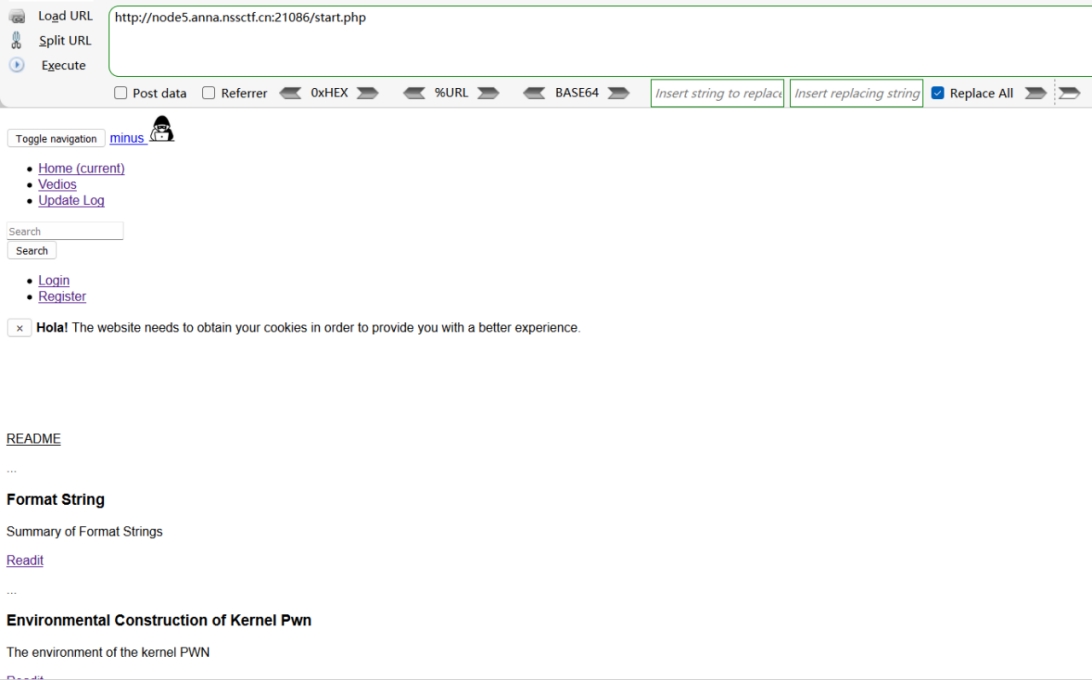 Load URL
http://node5.anna.nssctf.cn:21086/start.php
Split URL
Execute
Post data Referrer 0xHEX %URL BASE64 Insert string to replace Insert replacing string Replace All
Toggle navigation minus
Home (current)
Vedios
Update Log
Search
Search
Login
Register
× Hola! The website needs to obtain your cookies in order to provide you with a better experience.
README
...
Format String
Summary of Format Strings
Readit
...
Environmental Construction of Kernel Pwn
The environment of the kernel PWN
Readit